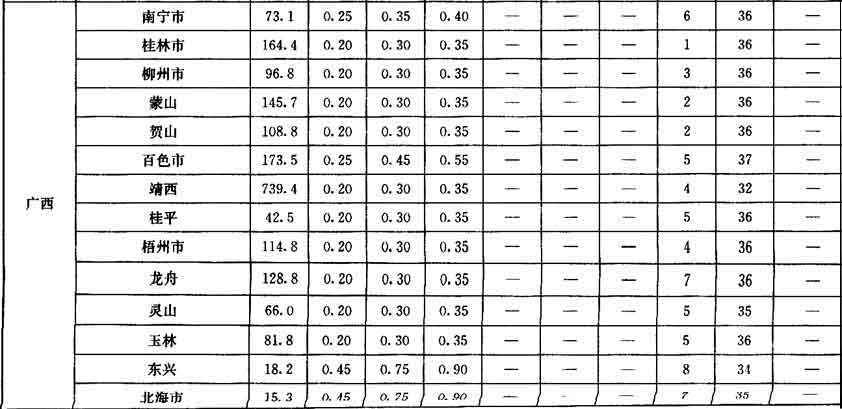 南宁市 73.1 0.25 0.35 0.40 — — — 6 36 —
桂林市 164.4 0.20 0.30 0.35 — — — 1 36 —
柳州市 96.8 0.20 0.30 0.35 — — — 3 36 —
蒙山 145.7 0.20 0.30 0.35 — — — 2 36 —
贺山 108.8 0.20 0.30 0.35 — — — 2 36 —
百色市 173.5 0.25 0.45 0.55 — — — 5 37 —
靖西 739.4 0.20 0.30 0.35 — — — 4 32 —
广西
桂平 42.5 0.20 0.30 0.35 — — — 5 36 —
梧州市 114.8 0.20 0.30 0.35 — — — 4 36 —
龙舟 128.8 0.20 0.30 0.35 — — — 7 36 —
灵山 66.0 0.20 0.30 0.35 — — — 5 35 —
玉林 81.8 0.20 0.30 0.35 — — — 5 36 —
东兴 18.2 0.45 0.75 0.90 — — — 8 34 —
北海市 15.3 0.45 0.75 0.90 — — — 7 35 —